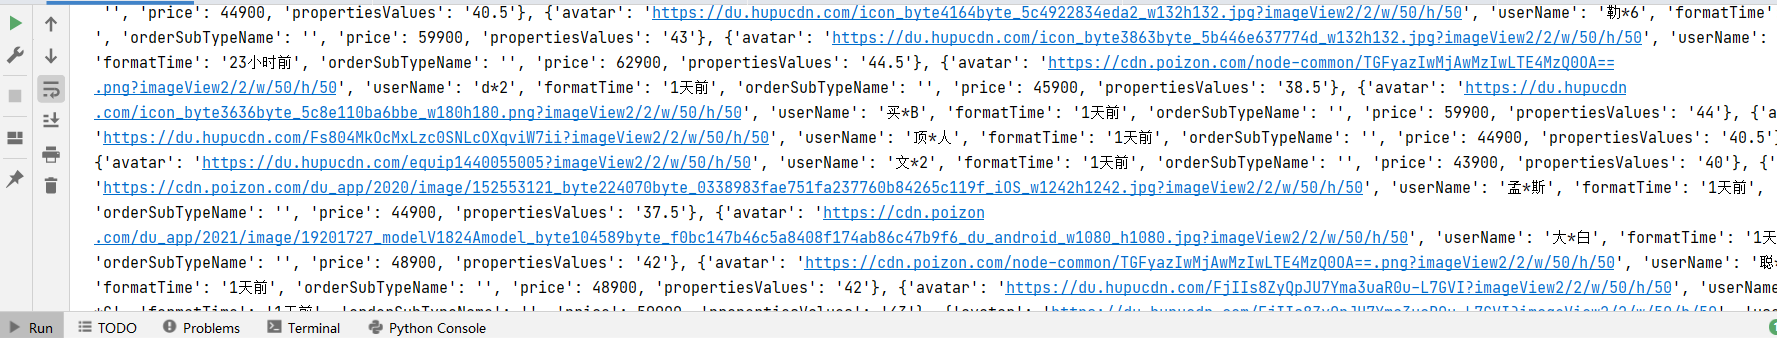 '', 'price': 44900, 'propertiesValues': '40.5'}, {'avatar': 'https://du.hupucdn.com/icon_byte4164byte_5c4922834eda2_w132h132.jpg?imageView2/2/w/50/h/50', 'userName': '勒*6', 'formatTime'
', 'orderSubTypeName': '', 'price': 59900, 'propertiesValues': '43'}, {'avatar': 'https://du.hupucdn.com/icon_byte3863byte_5b446e637774d_w132h132.jpg?imageView2/2/w/50/h/50', 'userName':
'formatTime': '23小时前', 'orderSubTypeName': '', 'price': 62900, 'propertiesValues': '44.5'}, {'avatar': 'https://cdn.poizon.com/node-common/TGFyazIwMjAwMzIwLTE4MzQ0OA==
.png?imageView2/2/w/50/h/50', 'userName': 'd*2', 'formatTime': '1天前', 'orderSubTypeName': '', 'price': 45900, 'propertiesValues': '38.5'}, {'avatar': 'https://du.hupucdn
.com/icon_byte3636byte_5c8e110ba6bbe_w180h180.png?imageView2/2/w/50/h/50', 'userName': '买*B', 'formatTime': '1天前', 'orderSubTypeName': '', 'price': 59900, 'propertiesValues': '44'}, {'a
'https://du.hupucdn.com/Fs804MkOcMxLzc0SNLcOXqviW7ii?imageView2/2/w/50/h/50', 'userName': '顶*人', 'formatTime': '1天前', 'orderSubTypeName': '', 'price': 44900, 'propertiesValues': '40.5'}
{'avatar': 'https://du.hupucdn.com/equip1440055005?imageView2/2/w/50/h/50', 'userName': '文*2', 'formatTime': '1天前', 'orderSubTypeName': '', 'price': 43900, 'propertiesValues': '40'}, {'
'https://cdn.poizon.com/du_app/2020/image/152553121_byte224070byte_0338983fae751fa237760b84265c119f_iOS_w1242h1242.jpg?imageView2/2/w/50/h/50', 'userName': '孟*斯', 'formatTime': '1天前',
'orderSubTypeName': '', 'price': 44900, 'propertiesValues': '37.5'}, {'avatar': 'https://cdn.poizon
.com/du_app/2021/image/19201727_modelV1824Amodel_byte104589byte_f0bc147b46c5a8408f174ab86c47b9f6_du_android_w1080_h1080.jpg?imageView2/2/w/50/h/50', 'userName': '大*白', 'formatTime': '1天
'orderSubTypeName': '', 'price': 48900, 'propertiesValues': '42'}, {'avatar': 'https://cdn.poizon.com/node-common/TGFyazIwMjAwMzIwLTE4MzQ0OA==.png?imageView2/2/w/50/h/50', 'userName': '聪*
'formatTime': '1天前', 'orderSubTypeName': '', 'price': 48900, 'propertiesValues': '42'}, {'avatar': 'https://du.hupucdn.com/FjIIs8ZyQpJU7Yma3uaR0u-L7GVI?imageView2/2/w/50/h/50', 'userName
Run TODO Problems Terminal Python Console